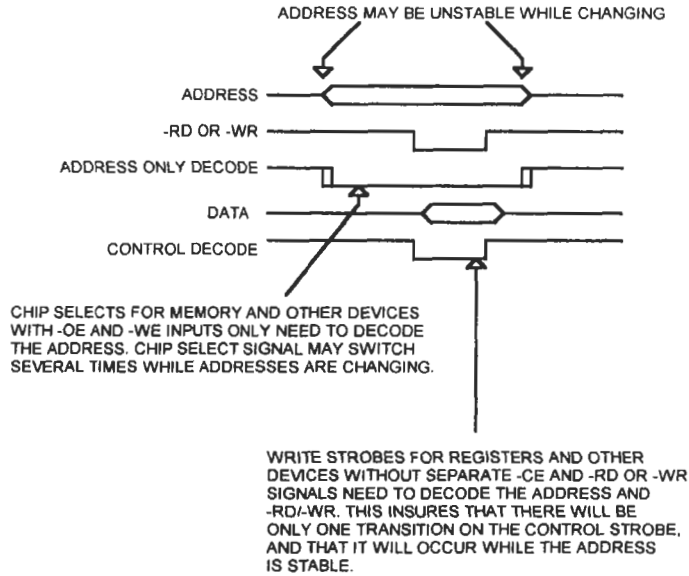 ADDRESS MAY BE UNSTABLE WHILE CHANGING
ADDRESS
-RD OR -WR
ADDRESS ONLY DECODE
DATA
CONTROL DECODE
CHIP SELECTS FOR MEMORY AND OTHER DEVICES
WITH -OE AND -WE INPUTS ONLY NEED TO DECODE
THE ADDRESS. CHIP SELECT SIGNAL MAY SWITCH
SEVERAL TIMES WHILE ADDRESSES ARE CHANGING.
WRITE STROBES FOR REGISTERS AND OTHER
DEVICES WITHOUT SEPARATE -CE AND -RD OR -WR
SIGNALS NEED TO DECODE THE ADDRESS AND
-RD/-WR. THIS INSURES THAT THERE WILL BE
ONLY ONE TRANSITION ON THE CONTROL STROBE,
AND THAT IT WILL OCCUR WHILE THE ADDRESS
IS STABLE.